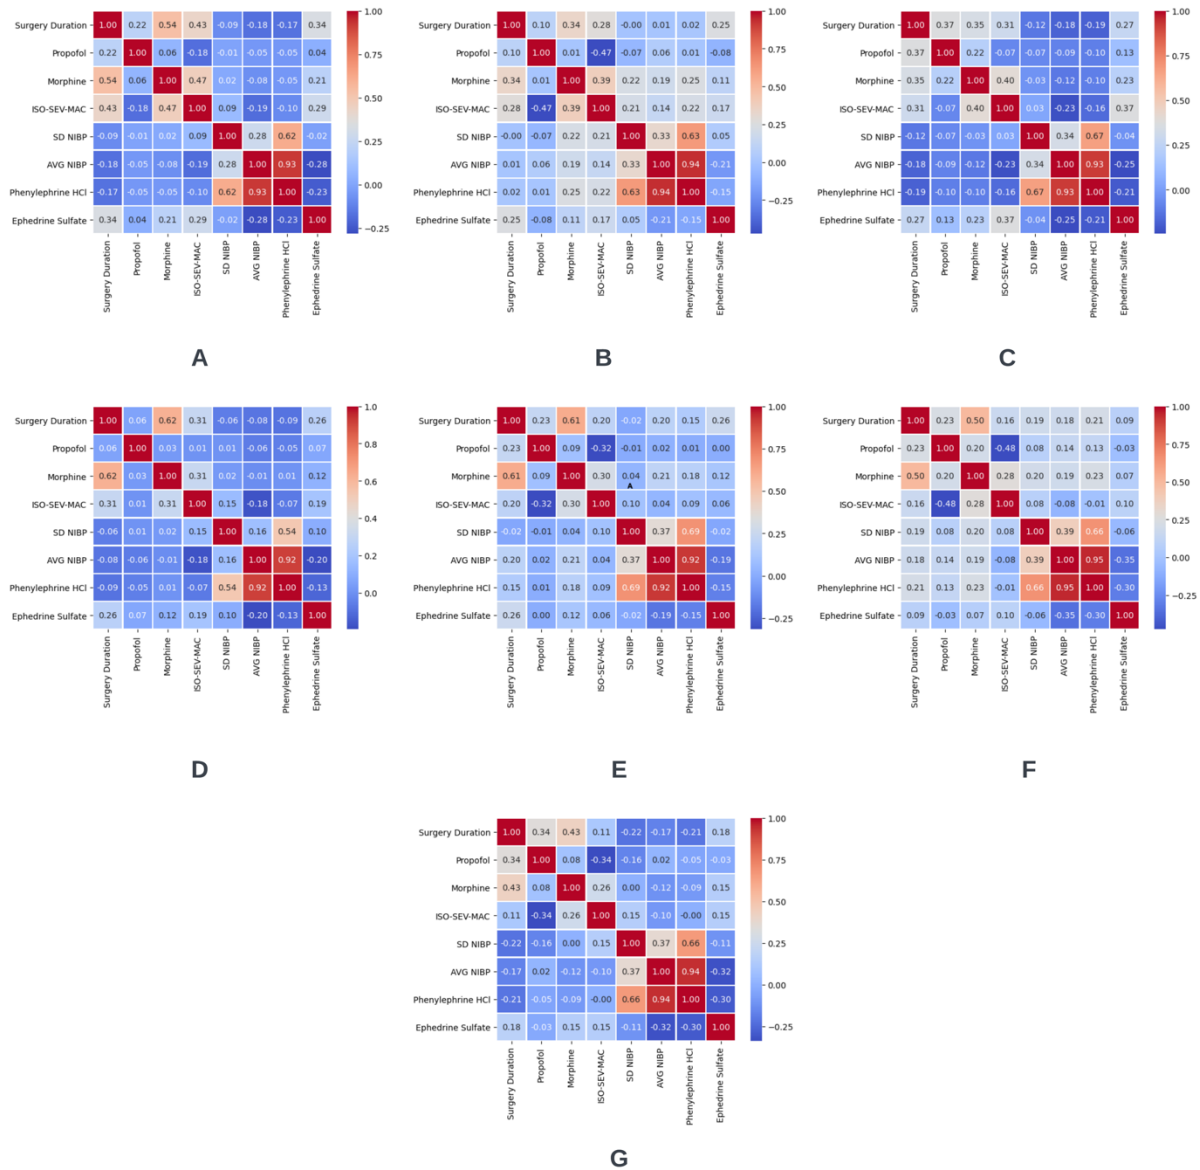 Surgery Duration 1.00 0.22 0.54 0.43 -0.09 -0.18 -0.17 0.34
Propofol 0.22 1.00 0.06 -0.18 -0.01 -0.05 -0.05 0.04
Morphine 0.54 0.06 1.00 0.47 0.02 -0.08 -0.05 0.21
ISO-SEV-MAC 0.43 -0.18 0.47 1.00 0.09 -0.19 -0.10 0.29
SD NIBP -0.09 -0.01 0.02 0.09 1.00 0.28 0.62 -0.02
AVG NIBP -0.18 -0.05 -0.08 -0.19 0.28 1.00 0.93 -0.28
Phenylephrine HCl -0.17 -0.05 -0.05 -0.10 0.62 0.93 1.00 -0.23
Ephedrine Sulfate 0.34 0.04 0.21 0.29 -0.02 -0.28 -0.23 1.00
Surgery Duration
Propofol
Morphine
ISO-SEV-MAC
SD NIBP
AVG NIBP
Phenylephrine HCl
Ephedrine Sulfate
1.00
0.75
0.50
0.25
0.00
−0.25
A
Surgery Duration 1.00 0.10 0.34 0.28 -0.00 0.01 0.02 0.25
Propofol 0.10 1.00 0.01 -0.47 -0.07 0.06 0.01 -0.08
Morphine 0.34 0.01 1.00 0.39 0.22 0.19 0.25 0.11
ISO-SEV-MAC 0.28 -0.47 0.39 1.00 0.21 0.14 0.22 0.17
SD NIBP -0.00 -0.07 0.22 0.21 1.00 0.33 0.63 0.05
AVG NIBP 0.01 0.06 0.19 0.14 0.33 1.00 0.94 -0.21
Phenylephrine HCl 0.02 0.01 0.25 0.22 0.63 0.94 1.00 -0.15
Ephedrine Sulfate 0.25 -0.08 0.11 0.17 0.05 -0.21 -0.15 1.00
Surgery Duration
Propofol
Morphine
ISO-SEV-MAC
SD NIBP
AVG NIBP
Phenylephrine HCl
Ephedrine Sulfate
1.00
0.75
0.50
0.25
0.00
−0.25
B
Surgery Duration 1.00 0.37 0.35 0.31 -0.12 -0.18 -0.19 0.27
Propofol 0.37 1.00 0.22 -0.07 -0.07 -0.09 -0.10 0.13
Morphine 0.35 0.22 1.00 0.40 -0.03 -0.12 -0.10 0.23
ISO-SEV-MAC 0.31 -0.07 0.40 1.00 0.03 -0.23 -0.16 0.37
SD NIBP -0.12 -0.07 -0.03 0.03 1.00 0.34 0.67 -0.04
AVG NIBP -0.18 -0.09 -0.12 -0.23 0.34 1.00 0.93 -0.25
Phenylephrine HCl -0.19 -0.10 -0.10 -0.16 0.67 0.93 1.00 -0.21
Ephedrine Sulfate 0.27 0.13 0.23 0.37 -0.04 -0.25 -0.21 1.00
Surgery Duration
Propofol
Morphine
ISO-SEV-MAC
SD NIBP
AVG NIBP
Phenylephrine HCl
Ephedrine Sulfate
1.00
0.75
0.50
0.25
0.00
C
Surgery Duration 1.00 0.06 0.62 0.31 -0.06 -0.08 -0.09 0.26
Propofol 0.06 1.00 0.03 0.01 0.01 -0.06 -0.05 0.07
Morphine 0.62 0.03 1.00 0.31 0.02 -0.01 0.01 0.12
ISO-SEV-MAC 0.31 0.01 0.31 1.00 0.15 -0.18 -0.07 0.19
SD NIBP -0.06 0.01 0.02 0.15 1.00 0.16 0.54 0.10
AVG NIBP -0.08 -0.06 -0.01 -0.18 0.16 1.00 0.92 -0.20
Phenylephrine HCl -0.09 -0.05 0.01 -0.07 0.54 0.92 1.00 -0.13
Ephedrine Sulfate 0.26 0.07 0.12 0.19 0.10 -0.20 -0.13 1.00
Surgery Duration
Propofol
Morphine
ISO-SEV-MAC
SD NIBP
AVG NIBP
Phenylephrine HCl
Ephedrine Sulfate
1.0
0.8
0.6
0.4
0.2
0.0
D
Surgery Duration 1.00 0.23 0.61 0.20 -0.02 0.20 0.15 0.26
Propofol 0.23 1.00 0.09 -0.32 -0.01 0.02 0.01 0.00
Morphine 0.61 0.09 1.00 0.30 0.04 0.21 0.18 0.12
ISO-SEV-MAC 0.20 -0.32 0.30 1.00 0.10 0.04 0.09 0.06
SD NIBP -0.02 -0.01 0.04 0.10 1.00 0.37 0.69 -0.02
AVG NIBP 0.20 0.02 0.21 0.04 0.37 1.00 0.92 -0.19
Phenylephrine HCl 0.15 0.01 0.18 0.09 0.69 0.92 1.00 -0.15
Ephedrine Sulfate 0.26 0.00 0.12 0.06 -0.02 -0.19 -0.15 1.00
Surgery Duration
Propofol
Morphine
ISO-SEV-MAC
SD NIBP
AVG NIBP
Phenylephrine HCl
Ephedrine Sulfate
1.00
0.75
0.50
0.25
0.00
−0.25
E
Surgery Duration 1.00 0.23 0.50 0.16 0.19 0.18 0.21 0.09
Propofol 0.23 1.00 0.20 -0.48 0.08 0.14 0.13 -0.03
Morphine 0.50 0.20 1.00 0.28 0.20 0.19 0.23 0.07
ISO-SEV-MAC 0.16 -0.48 0.28 1.00 0.08 -0.08 -0.01 0.10
SD NIBP 0.19 0.08 0.20 0.08 1.00 0.39 0.66 -0.06
AVG NIBP 0.18 0.14 0.19 -0.08 0.39 1.00 0.95 -0.35
Phenylephrine HCl 0.21 0.13 0.23 -0.01 0.66 0.95 1.00 -0.30
Ephedrine Sulfate 0.09 -0.03 0.07 0.10 -0.06 -0.35 -0.30 1.00
Surgery Duration
Propofol
Morphine
ISO-SEV-MAC
SD NIBP
AVG NIBP
Phenylephrine HCl
Ephedrine Sulfate
1.00
0.75
0.50
0.25
0.00
−0.25
F
Surgery Duration 1.00 0.34 0.43 0.11 -0.22 -0.17 -0.21 0.18
Propofol 0.34 1.00 0.08 -0.34 -0.16 0.02 -0.05 -0.03
Morphine 0.43 0.08 1.00 0.26 0.00 -0.12 -0.09 0.15
ISO-SEV-MAC 0.11 -0.34 0.26 1.00 0.15 -0.10 -0.00 0.15
SD NIBP -0.22 -0.16 0.00 0.15 1.00 0.37 0.66 -0.11
AVG NIBP -0.17 0.02 -0.12 -0.10 0.37 1.00 0.94 -0.32
Phenylephrine HCl -0.21 -0.05 -0.09 -0.00 0.66 0.94 1.00 -0.30
Ephedrine Sulfate 0.18 -0.03 0.15 0.15 -0.11 -0.32 -0.30 1.00
Surgery Duration
Propofol
Morphine
ISO-SEV-MAC
SD NIBP
AVG NIBP
Phenylephrine HCl
Ephedrine Sulfate
1.00
0.75
0.50
0.25
0.00
−0.25
G